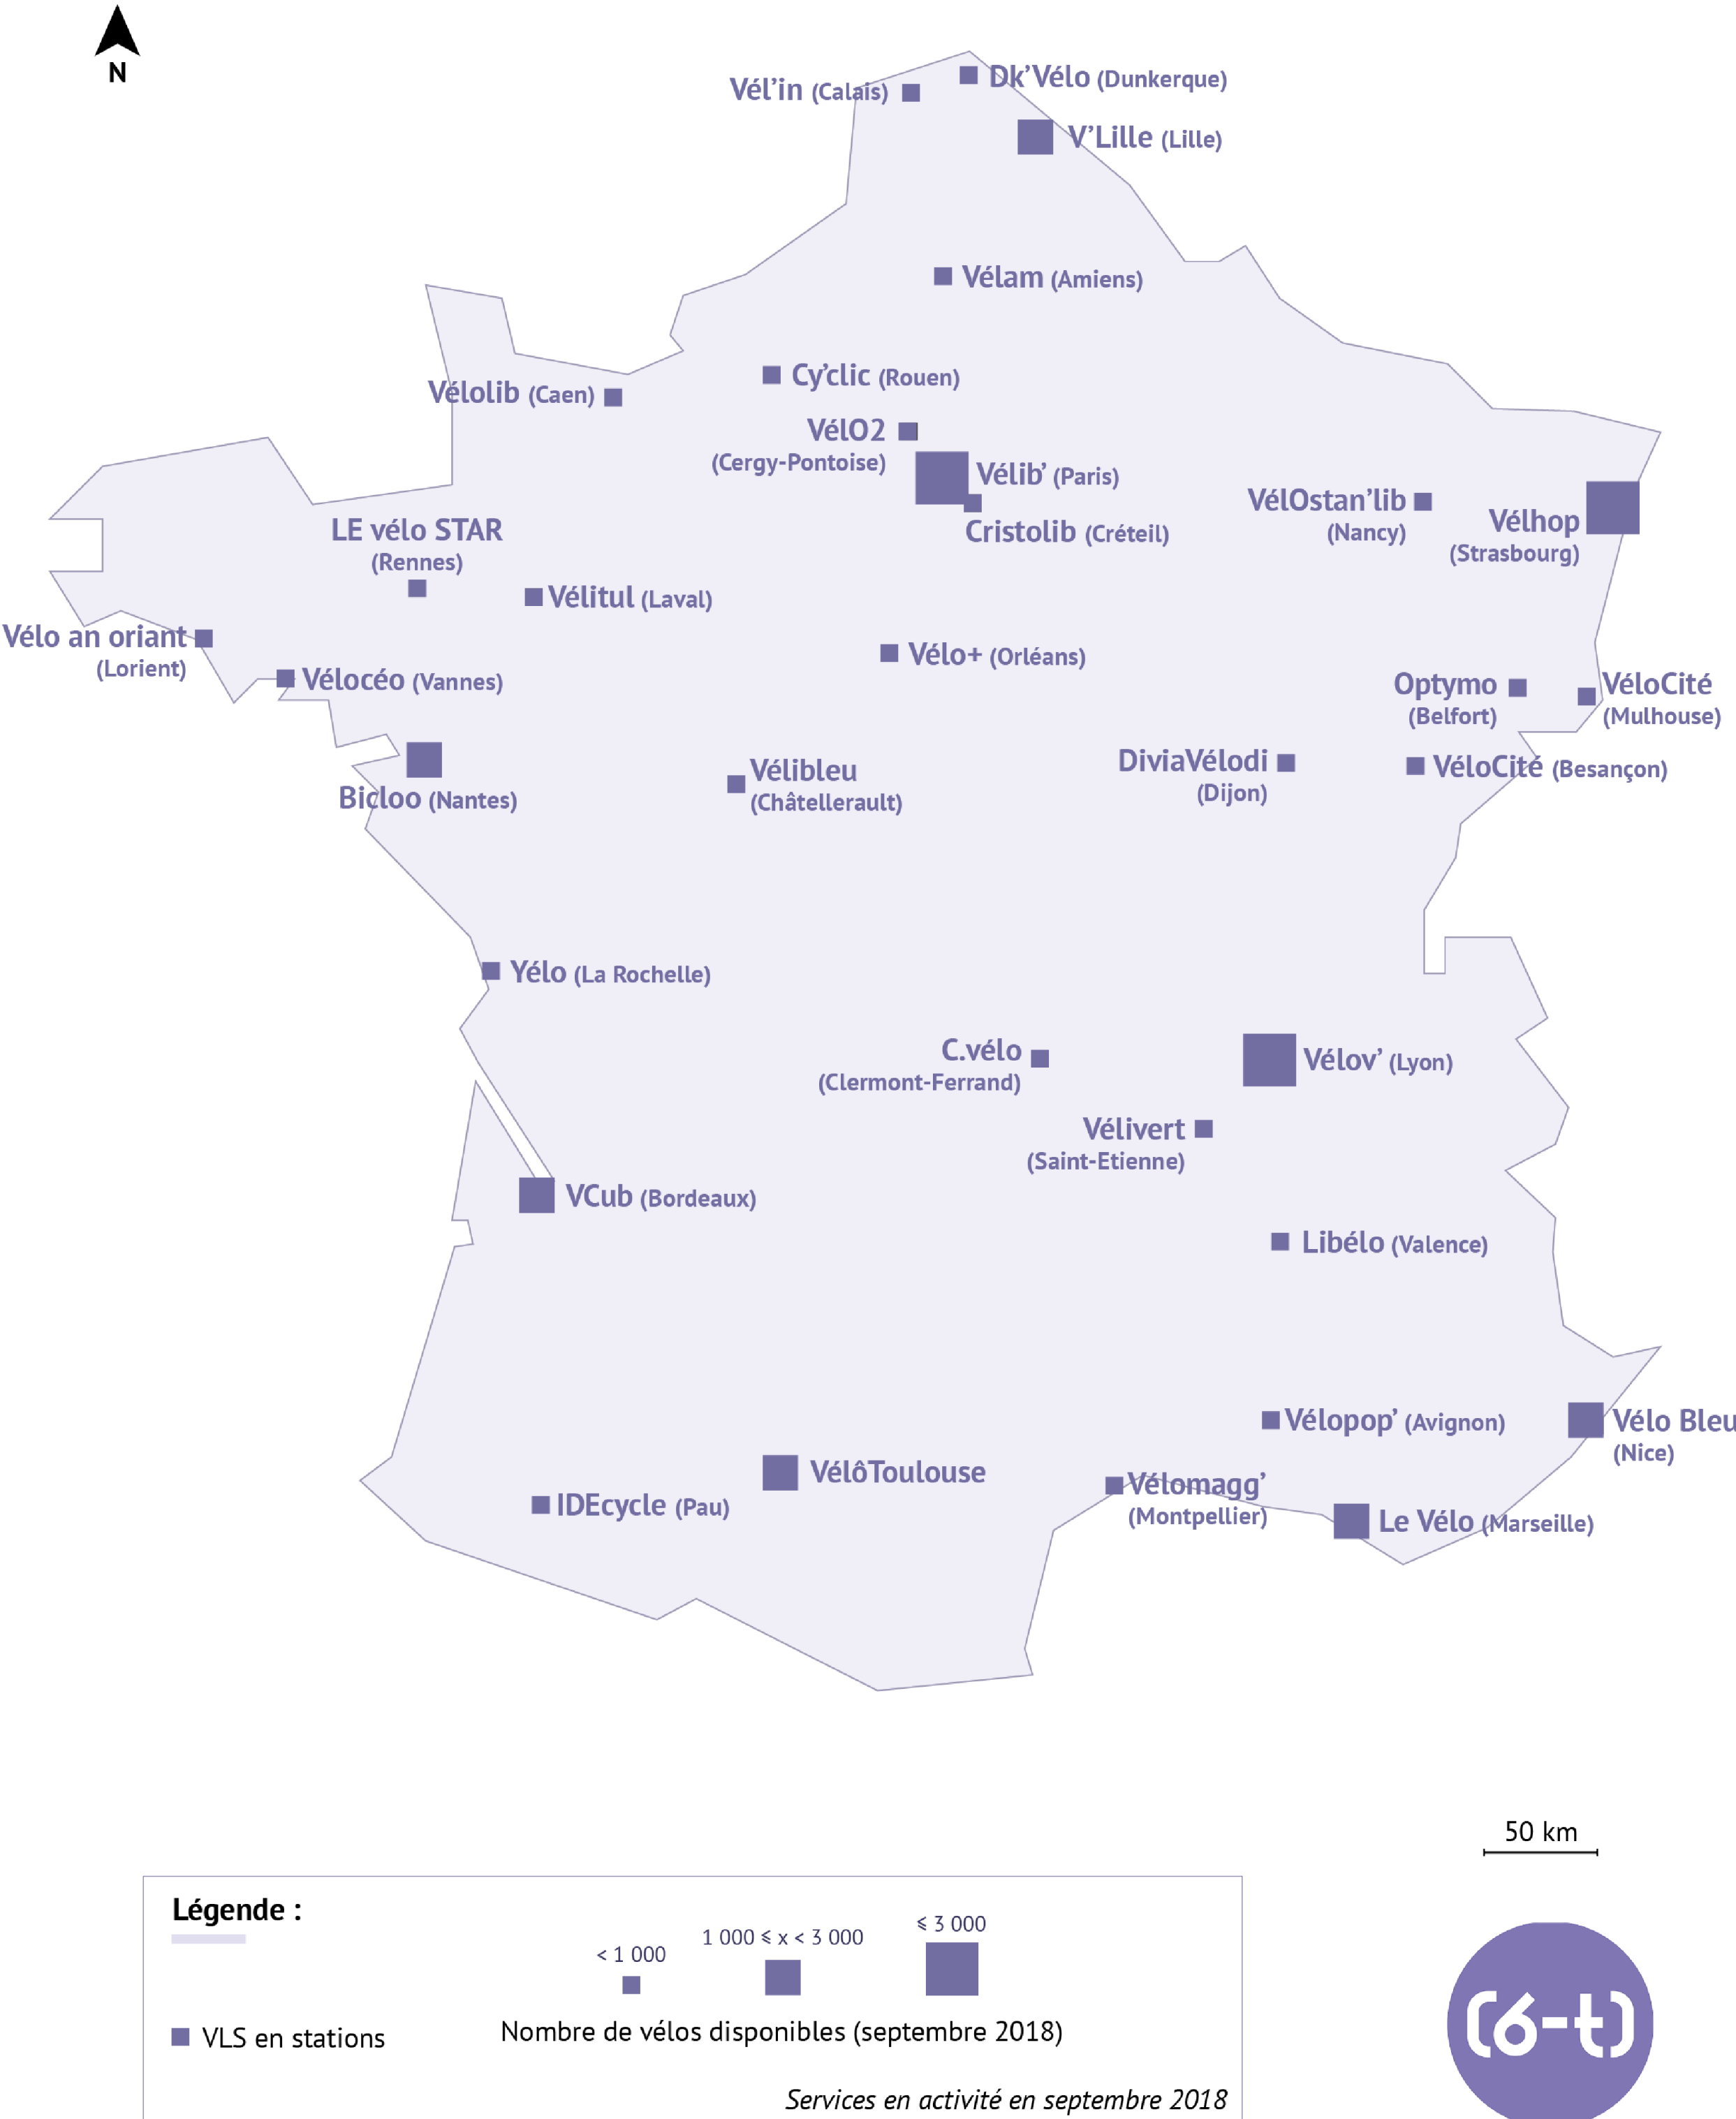 N
Dk’Vélo (Dunkerque)
Vél’in (Calais)
V’Lille (Lille)
Vélam (Amiens)
Cy’clic (Rouen)
Vélolib (Caen)
VélO2
(Cergy-Pontoise)
Vélib’ (Paris)
Cristolib (Créteil)
VélOstan’lib
(Nancy)
Vélhop
(Strasbourg)
LE vélo STAR
(Rennes)
Vélitul (Laval)
Vélo an oriant
(Lorient)
Vélocéo (Vannes)
Vélo+ (Orléans)
Optymo
(Belfort)
VéloCité
(Mulhouse)
Bicloo (Nantes)
Vélibleu
(Châtellerault)
DiviaVélodi
(Dijon)
VéloCité (Besançon)
Yélo (La Rochelle)
C.vélo
(Clermont-Ferrand)
Vélov’ (Lyon)
Vélivert
(Saint-Etienne)
VCub (Bordeaux)
Libélo (Valence)
Vélopop’ (Avignon)
Vélo Bleu
(Nice)
VélôToulouse
IDEcycle (Pau)
Vélomagg’
(Montpellier)
Le Vélo (Marseille)
50 km
Légende :
< 1 000
1 000 ⩽ x < 3 000
⩽ 3 000
VLS en stations
Nombre de vélos disponibles (septembre 2018)
Services en activité en septembre 2018
(6-t)